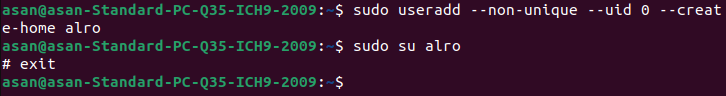 asan@asan-Standard-PC-Q35-ICH9-2009:~$ sudo useradd --non-unique --uid 0 --creat
e-home alro
asan@asan-Standard-PC-Q35-ICH9-2009:~$ sudo su alro
# exit
asan@asan-Standard-PC-Q35-ICH9-2009:~$